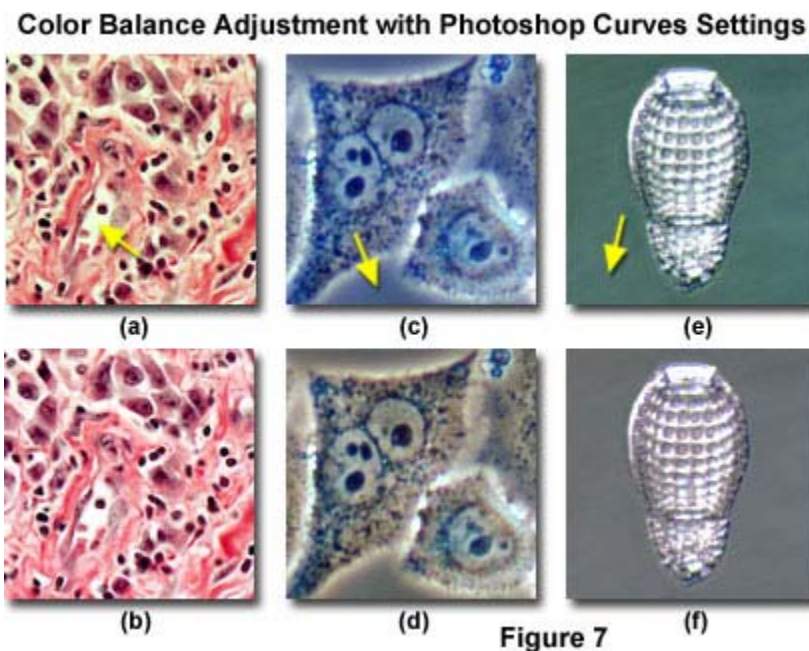 Color Balance Adjustment with Photoshop Curves Settings
(a) (c) (e)
(b) (d) (f)
Figure 7